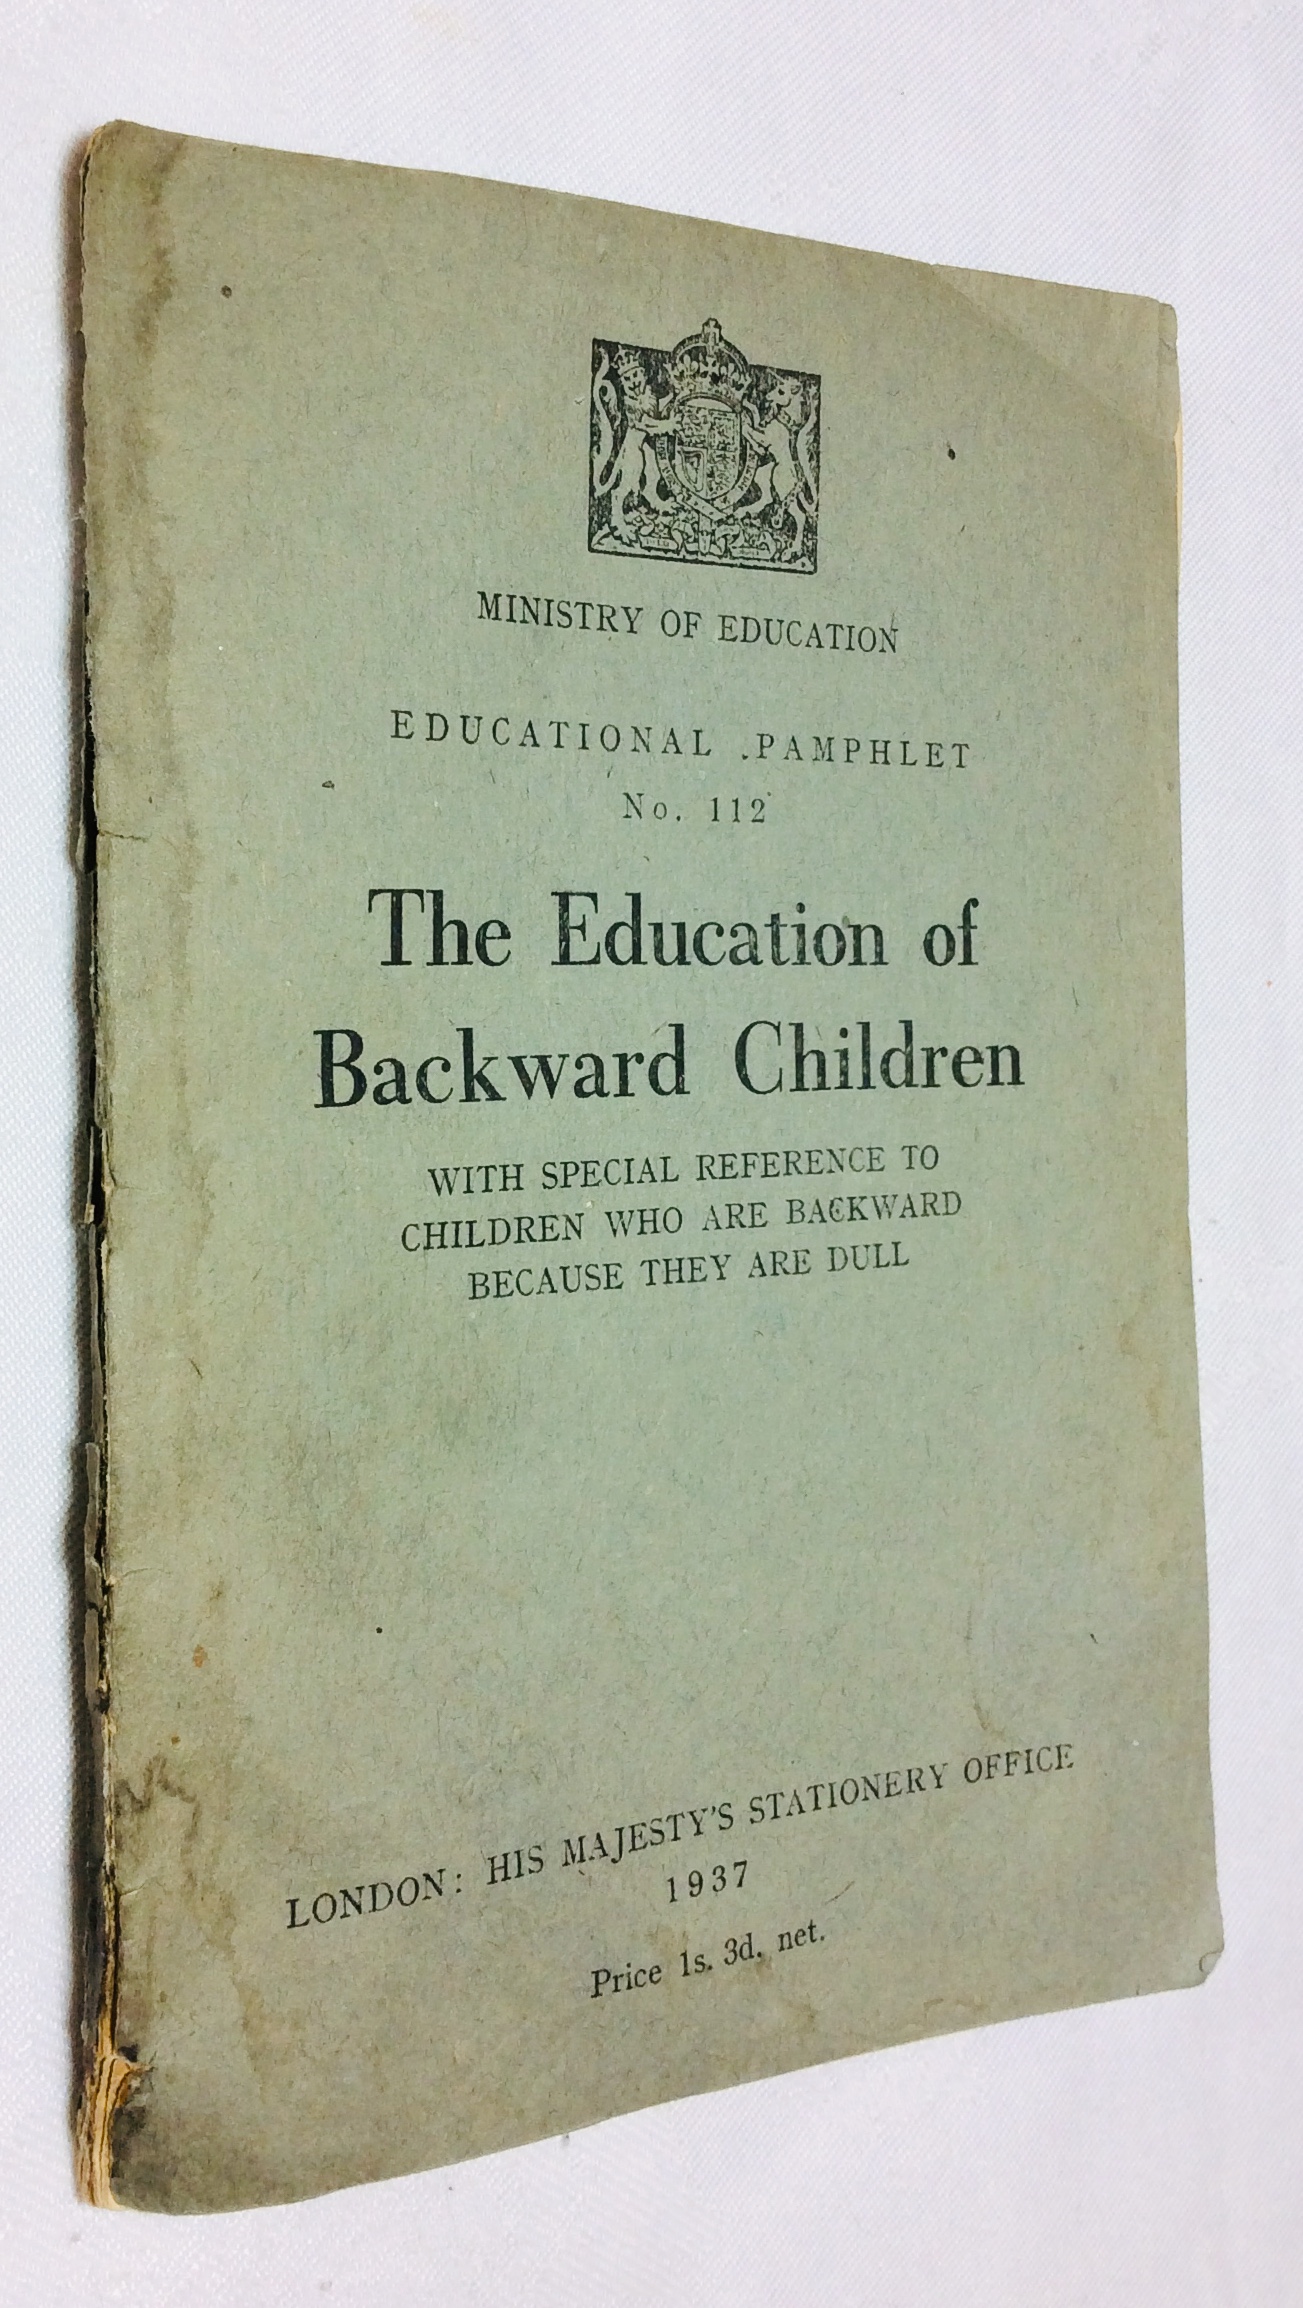 MINISTRY OF EDUCATION
EDUCATIONAL PAMPHLET
No. 112
The Education of
Backward Children
WITH SPECIAL REFERENCE TO
CHILDREN WHO ARE BACKWARD
BECAUSE THEY ARE DULL
LONDON: HIS MAJESTY'S STATIONERY OFFICE
1937
Price 1s. 3d. net.